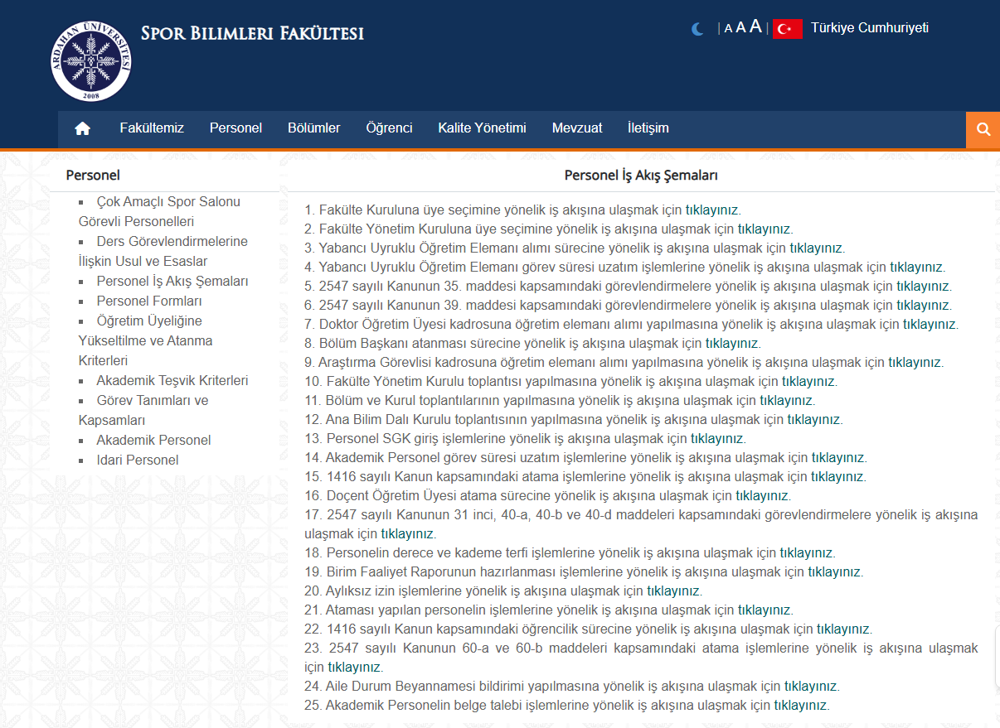 ARDAHAN ÜNİVERSİTESİ
2008
SPOR BILIMLERI FAKÜLTESI
| A A A | Türkiye Cumhuriyeti
Fakültemiz Personel Bölümler Öğrenci Kalite Yönetimi Mevzuat İletişim
Personel
Çok Amaçlı Spor Salonu
Görevli Personelleri
Ders Görevlendirmelerine
İlişkin Usul ve Esaslar
Personel İş Akış Şemaları
Personel Formları
Öğretim Üyeliğine
Yükseltilme ve Atanma
Kriterleri
Akademik Teşvik Kriterleri
Görev Tanımları ve
Kapsamları
Akademik Personel
Idari Personel
Personel İş Akış Şemaları
1. Fakülte Kuruluna üye seçimine yönelik iş akışına ulaşmak için tıklayınız.
2. Fakülte Yönetim Kuruluna üye seçimine yönelik iş akışına ulaşmak için tıklayınız.
3. Yabancı Uyruklu Öğretim Elemanı alımı sürecine yönelik iş akışına ulaşmak için tıklayınız.
4. Yabancı Uyruklu Öğretim Elemanı görev süresi uzatım işlemlerine yönelik iş akışına ulaşmak için tıklayınız.
5. 2547 sayılı Kanunun 35. maddesi kapsamındaki görevlendirmelere yönelik iş akışına ulaşmak için tıklayınız.
6. 2547 sayılı Kanunun 39. maddesi kapsamındaki görevlendirmelere yönelik iş akışına ulaşmak için tıklayınız.
7. Doktor Öğretim Üyesi kadrosuna öğretim elemanı alımı yapılmasına yönelik iş akışına ulaşmak için tıklayınız.
8. Bölüm Başkanı atanması sürecine yönelik iş akışına ulaşmak için tıklayınız.
9. Araştırma Görevlisi kadrosuna öğretim elemanı alımı yapılmasına yönelik iş akışına ulaşmak için tıklayınız.
10. Fakülte Yönetim Kurulu toplantısı yapılmasına yönelik iş akışına ulaşmak için tıklayınız.
11. Bölüm ve Kurul toplantılarının yapılmasına yönelik iş akışına ulaşmak için tıklayınız.
12. Ana Bilim Dalı Kurulu toplantısının yapılmasına yönelik iş akışına ulaşmak için tıklayınız.
13. Personel SGK giriş işlemlerine yönelik iş akışına ulaşmak için tıklayınız.
14. Akademik Personel görev süresi uzatım işlemlerine yönelik iş akışına ulaşmak için tıklayınız.
15. 1416 sayılı Kanun kapsamındaki atama işlemlerine yönelik iş akışına ulaşmak için tıklayınız.
16. Doçent Öğretim Üyesi atama sürecine yönelik iş akışına ulaşmak için tıklayınız.
17. 2547 sayılı Kanunun 31 inci, 40-a, 40-b ve 40-d maddeleri kapsamındaki görevlendirmelere yönelik iş akışına
ulaşmak için tıklayınız.
18. Personelin derece ve kademe terfi işlemlerine yönelik iş akışına ulaşmak için tıklayınız.
19. Birim Faaliyet Raporunun hazırlanması işlemlerine yönelik iş akışına ulaşmak için tıklayınız.
20. Aylıksız izin işlemlerine yönelik iş akışına ulaşmak için tıklayınız.
21. Ataması yapılan personelin işlemlerine yönelik iş akışına ulaşmak için tıklayınız.
22. 1416 sayılı Kanun kapsamındaki öğrencilik sürecine yönelik iş akışına ulaşmak için tıklayınız.
23. 2547 sayılı Kanunun 60-a ve 60-b maddeleri kapsamındaki atama işlemlerine yönelik iş akışına ulaşmak
için tıklayınız.
24. Aile Durum Beyannamesi bildirimi yapılmasına yönelik iş akışına ulaşmak için tıklayınız.
25. Akademik Personelin belge talebi işlemlerine yönelik iş akışına ulaşmak için tıklayınız.